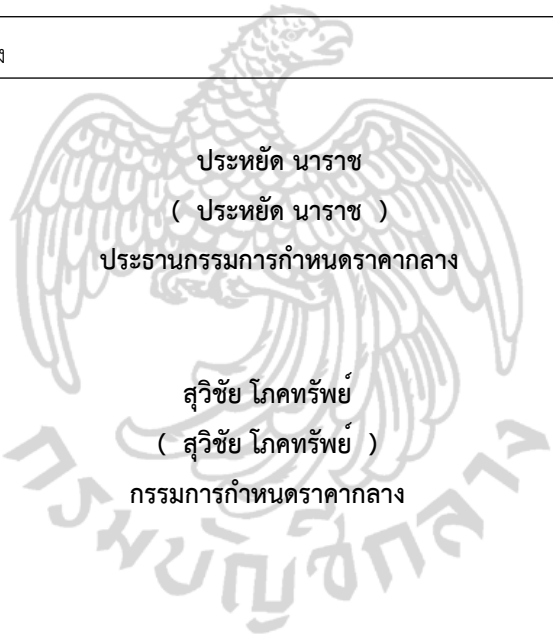 ง
ประหยัด นาราช
( ประหยัด นาราช )
ประธานกรรมการกำหนดราคากลาง
สุวิชัย โภคทรัพย์
( สุวิชัย โภคทรัพย์ )
กรรมการกำหนดราคากลาง
กรมบัญชีกลาง